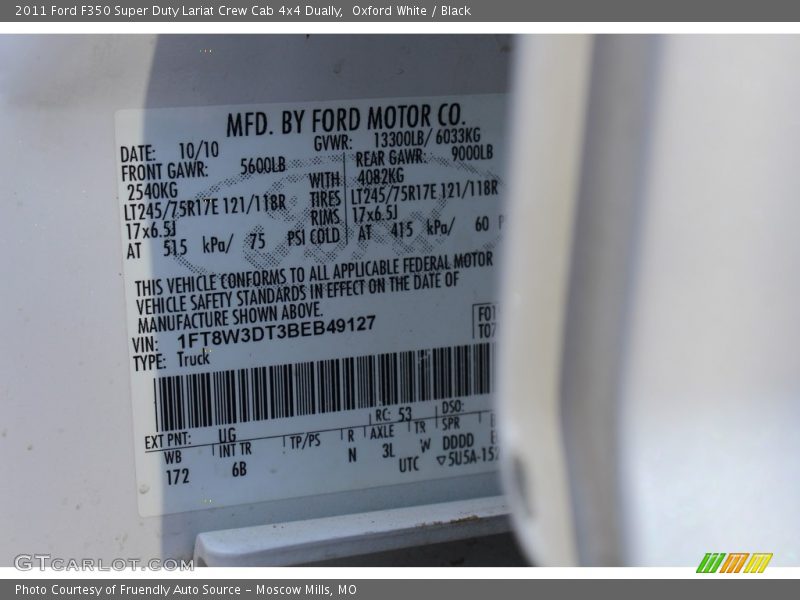 2011 Ford F350 Super Duty Lariat Crew Cab 4x4 Dually,  Oxford White / Black
MFD. BY FORD MOTOR CO.
DATE: 10/10 GVWR: 13300LB/ 6033KG
FRONT GAWR: 5600LB REAR GAWR: 9000LB
2540KG WITH 4082KG
LT245/75R17E 121/118R TIRES LT245/75R17E 121/118R
17x6.5J RIMS 17x6.5J
AT 515 kPa/ 75 PSI COLD AT 415 kPa/ 60
THIS VEHICLE CONFORMS TO ALL APPLICABLE FEDERAL MOTOR
VEHICLE SAFETY STANDARDS IN EFFECT ON THE DATE OF
MANUFACTURE SHOWN ABOVE.
VIN: 1FT8W3DT3BEB49127
TYPE: Truck
EXT PNT: UG RC: 53 DSO:
WB INT TR TP/PS R AXLE TR SPR
172 6B N 3L W DDDD
UTC ▽5U5A-152
GTcarlot.com
Photo Courtesy of Fruendly Auto Source – Moscow Mills, MO